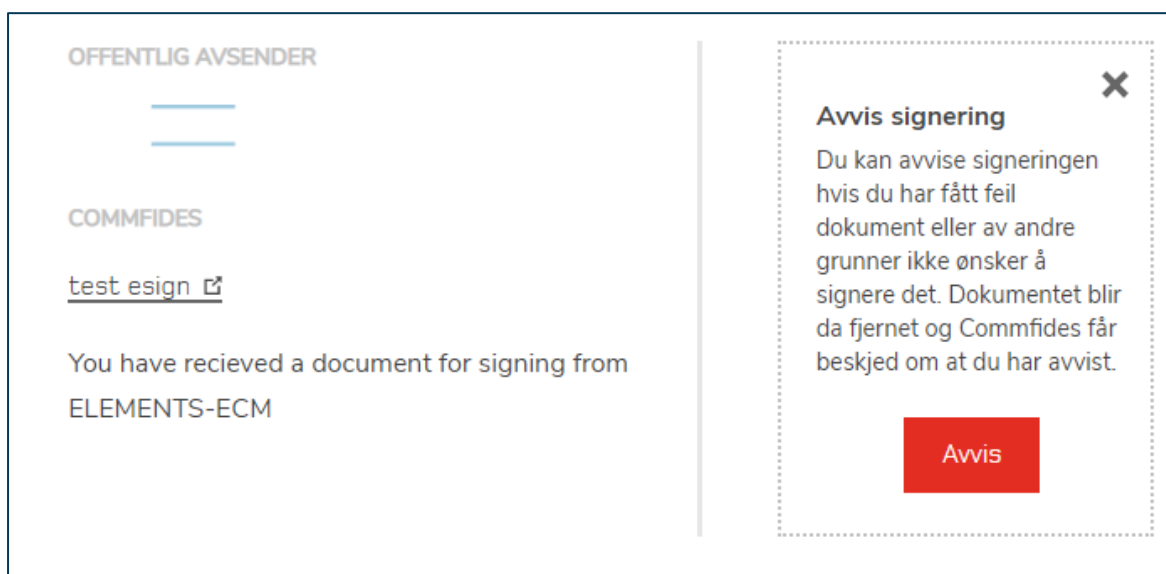 OFFENTLIG AVSENDER
COMMFIDES
test esign
You have recieved a document for signing from
ELEMENTS-ECM
Avvis signering
Du kan avvise signeringen
hvis du har fått feil
dokument eller av andre
grunner ikke ønsker å
signere det. Dokumentet blir
da fjernet og Commfides får
beskjed om at du har avvist.
Avvis